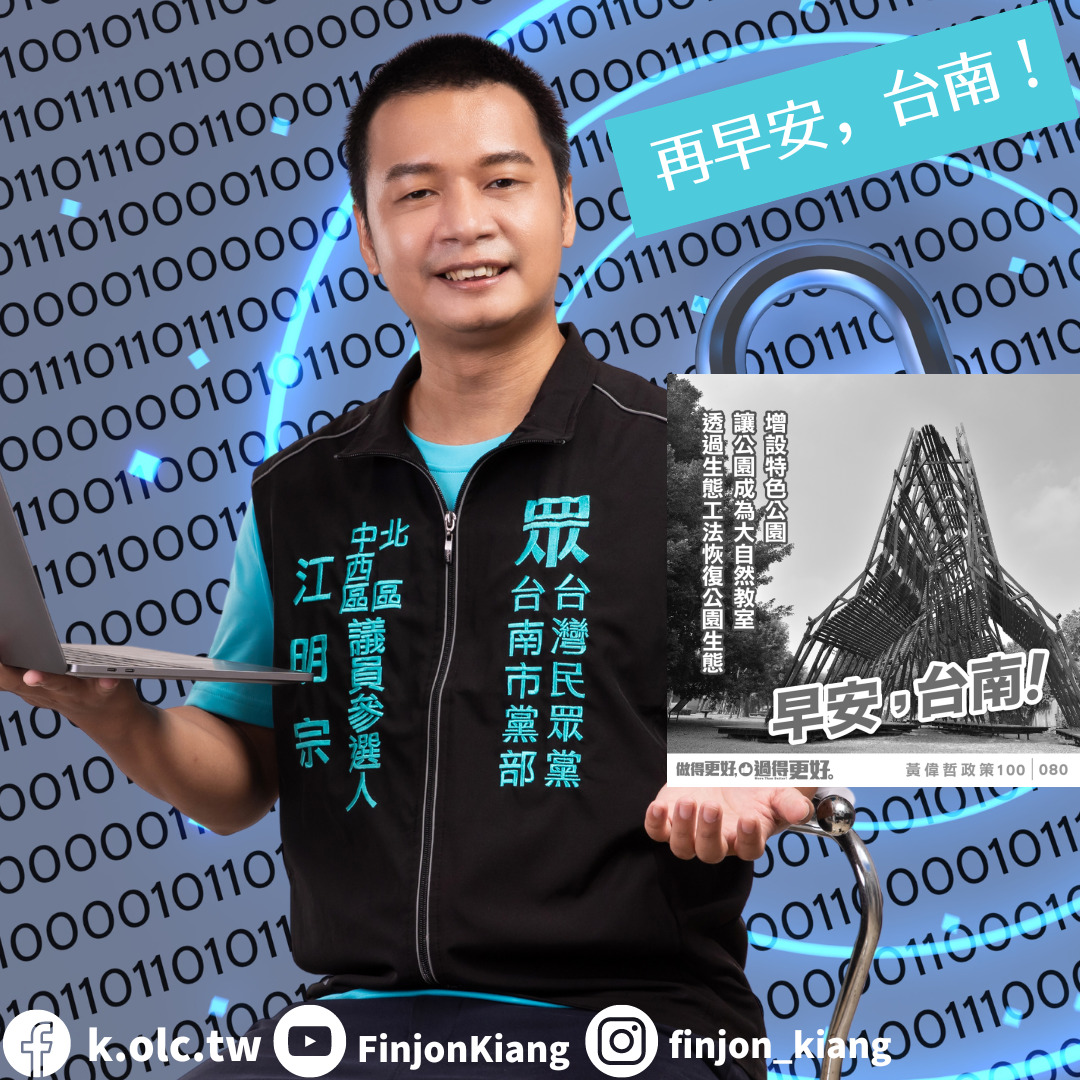 再早安，台南！
北區
中西區
議員參選人
江明宗
眾
台灣民眾黨
台南市黨部
增設特色公園
讓公園成為大自然教室
透過生態工法恢復公園生態
早安，台南！
做得更好，過得更好。
黃偉哲政策100｜080
k.olc.tw
FinjonKiang
finjon_kiang